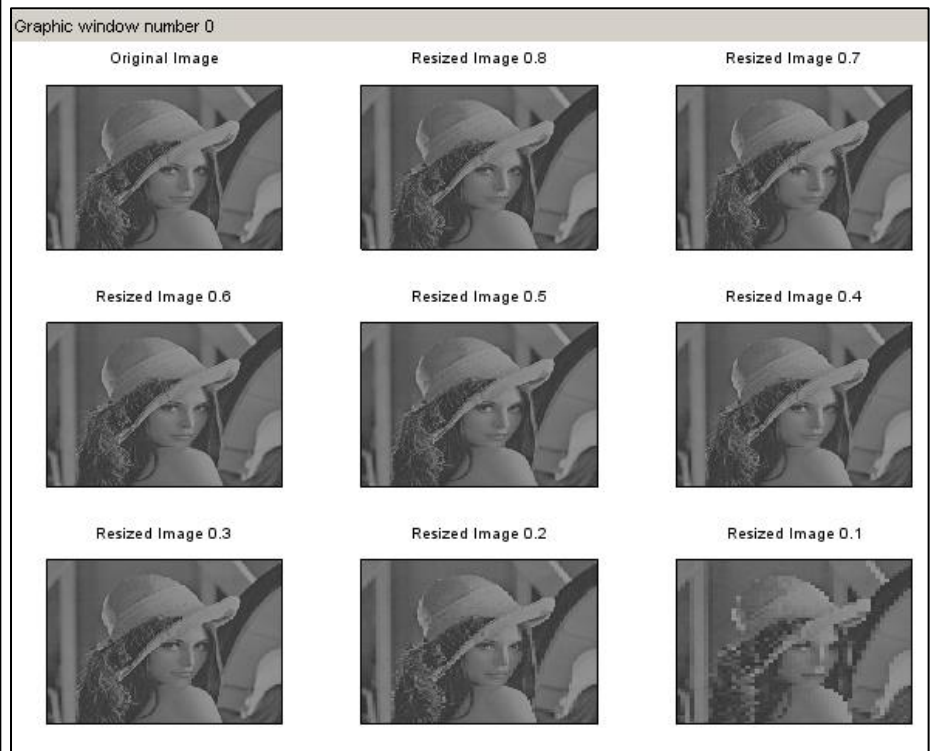 Graphic window number 0
Original Image
Resized Image 0.8
Resized Image 0.7
Resized Image 0.6
Resized Image 0.5
Resized Image 0.4
Resized Image 0.3
Resized Image 0.2
Resized Image 0.1